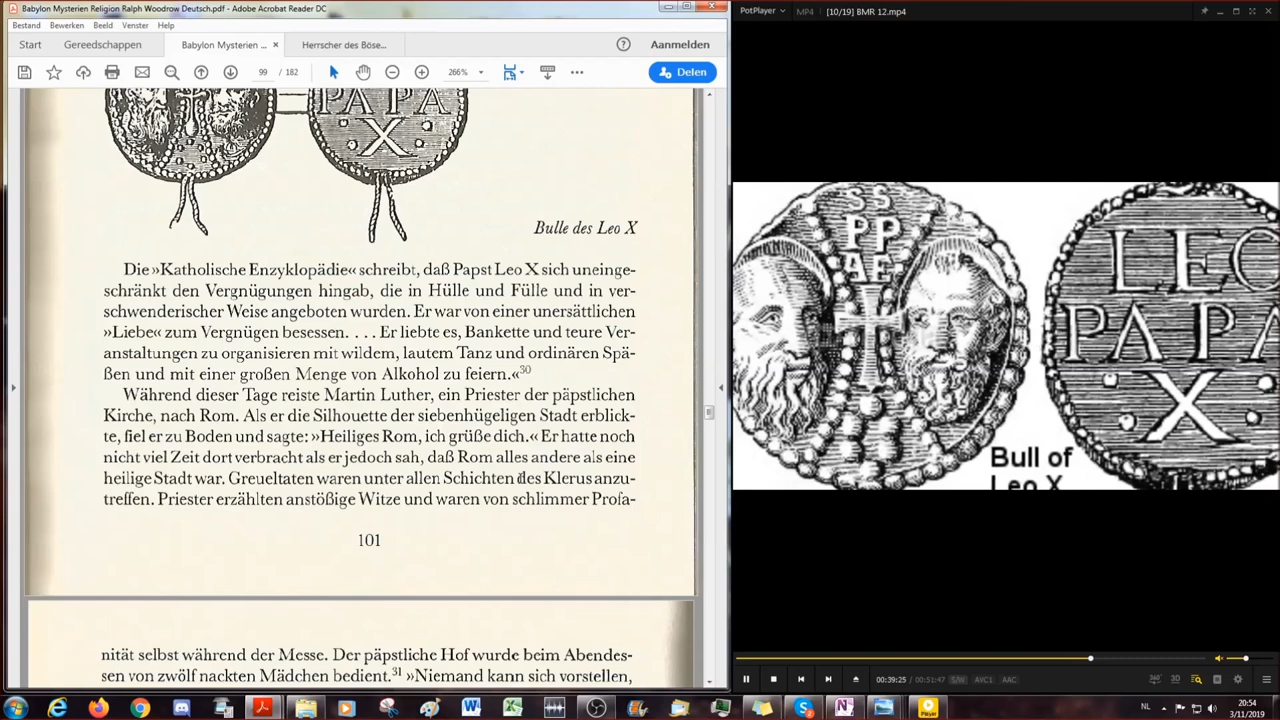 Babylon Mysterien Religion Ralph Woodrow Deutsch.pdf - Adobe Acrobat Reader DC
Bestand Bewerken Beeld Venster Help
Start Gereedschappen Babylon Mysterien ... × Herrscher des Böse... Aanmelden
99 / 182 266% Delen
PAPA
X
Bulle des Leo X
Die »Katholische Enzyklopädie« schreibt, daß Papst Leo X sich uneinge-
schränkt den Vergnügungen hingab, die in Hülle und Fülle und in ver-
schwenderischer Weise angeboten wurden. Er war von einer unersättlichen
»Liebe« zum Vergnügen besessen. . . . Er liebte es, Bankette und teure Ver-
anstaltungen zu organisieren mit wildem, lautem Tanz und ordinären Spä-
ßen und mit einer großen Menge von Alkohol zu feiern.«30
Während dieser Tage reiste Martin Luther, ein Priester der päpstlichen
Kirche, nach Rom. Als er die Silhouette der siebenhügeligen Stadt erblick-
te, fiel er zu Boden und sagte: »Heiliges Rom, ich grüße dich.« Er hatte noch
nicht viel Zeit dort verbracht als er jedoch sah, daß Rom alles andere als eine
heilige Stadt war. Greueltaten waren unter allen Schichten des Klerus anzu-
treffen. Priester erzählten anstößige Witze und waren von schlimmer Profa-
101
nität selbst während der Messe. Der päpstliche Hof wurde beim Abendes-
sen von zwölf nackten Mädchen bedient.31 »Niemand kann sich vorstellen,
PotPlayer MP4 [10/19] BMR 12.mp4
SS
PP
AE
LEO
PAPA
X
Bull of
Leo X
00:39:25 / 00:51:47 S/W AVC1 AAC
3D
NL 20:54
3/11/2019